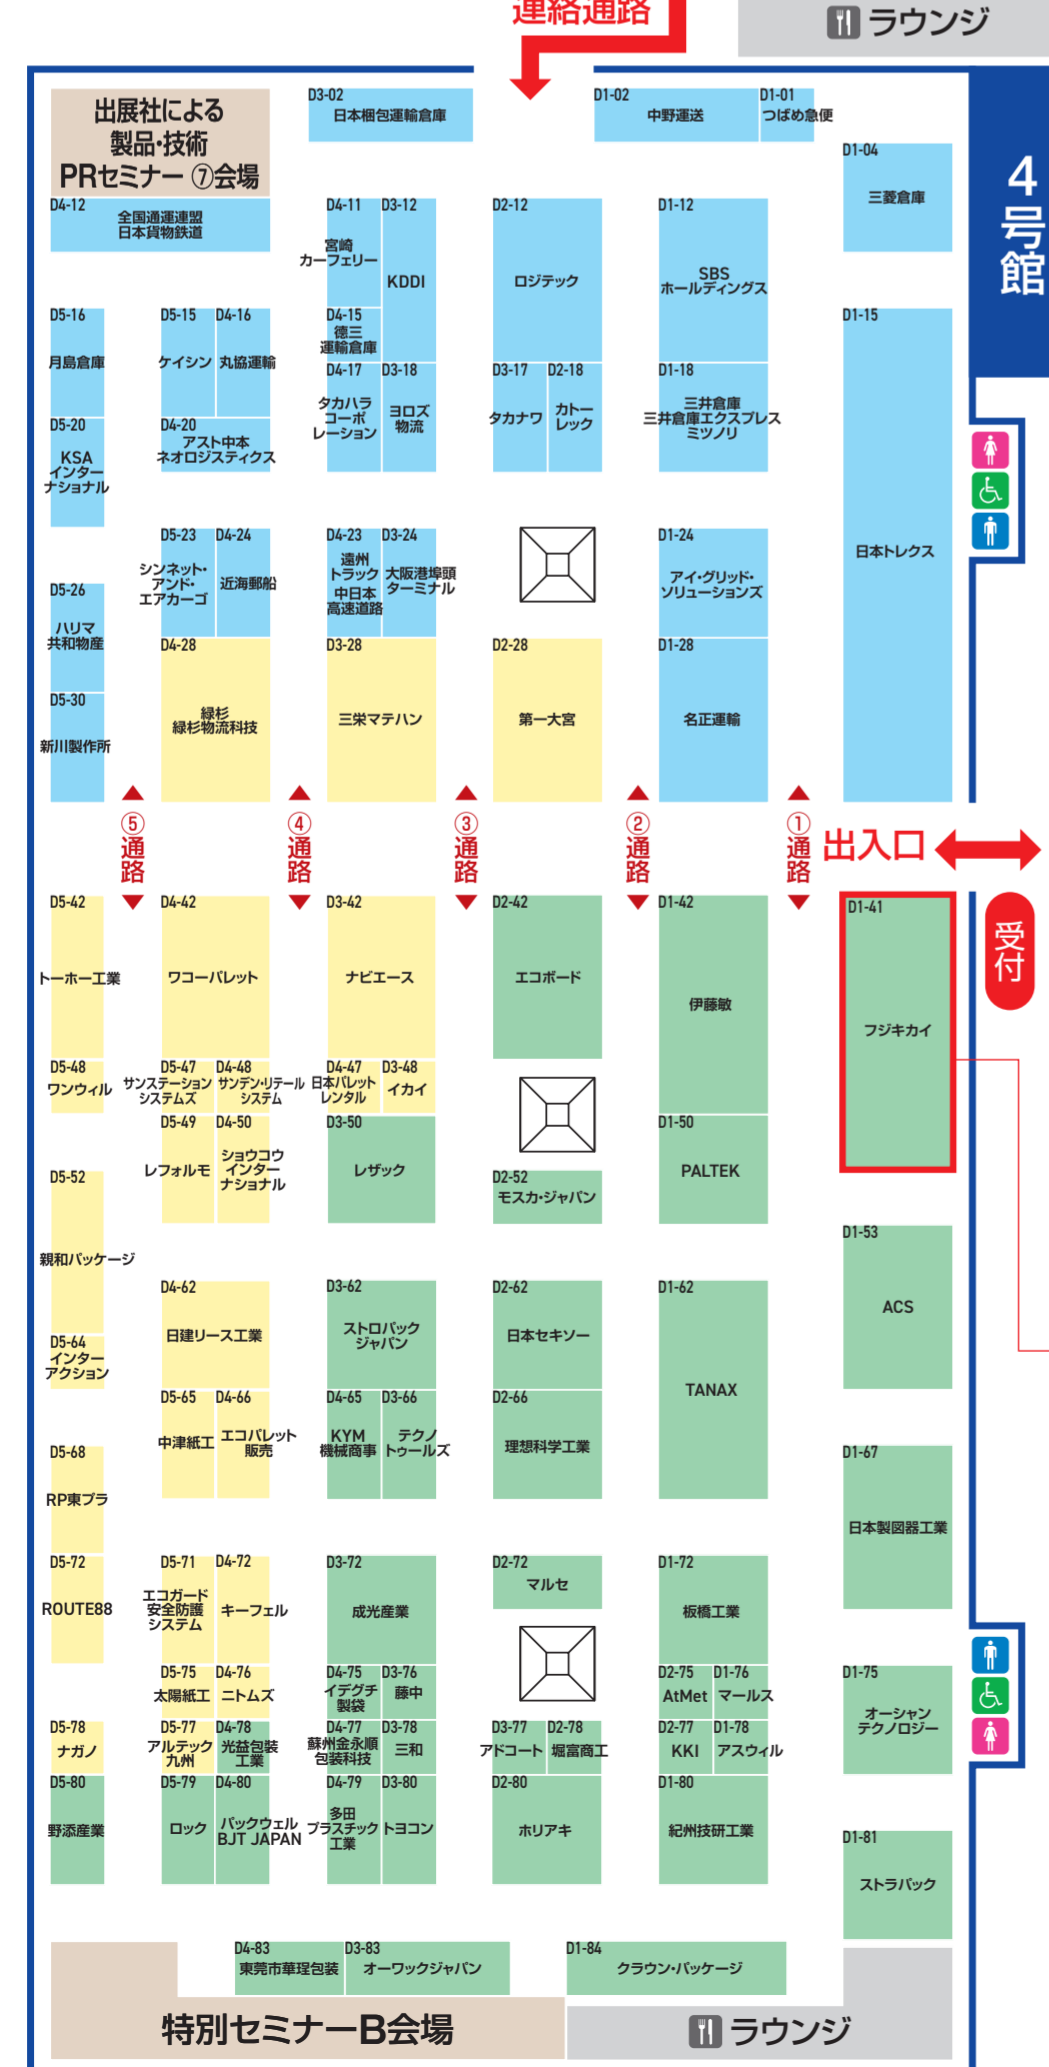 連絡通路
ラウンジ
4号館
出展社による
製品・技術
PRセミナー ⑦会場
D3-02
日本梱包運輸倉庫
D1-02
中野運送
D1-01
つばめ急便
D1-04
三菱倉庫
D4-12
全国通運連盟
日本貨物鉄道
D4-11
宮崎
カーフェリー
D3-12
KDDI
D2-12
ロジテック
D1-12
SBS
ホールディングス
D5-16
月島倉庫
D5-15
ケイシン
D4-16
丸協運輸
D4-15
德三
運輸倉庫
D1-15
日本トレクス
D4-17
タカハラ
コーポ
レーション
D3-18
ヨロズ
物流
D3-17
タカナワ
D2-18
カトー
レック
D1-18
三井倉庫
三井倉庫エクスプレス
ミツノリ
D5-20
KSA
インター
ナショナル
D4-20
アスト中本
ネオロジスティクス
D5-23
シンネット・
アンド・
エアカーゴ
D4-24
近海郵船
D4-23
遠州
トラック
中日本
高速道路
D3-24
大阪港埠頭
ターミナル
D1-24
アイ・グリッド・
ソリューションズ
D5-26
ハリマ
共和物産
D4-28
緑杉
緑杉物流科技
D3-28
三栄マテハン
D2-28
第一大宮
D1-28
名正運輸
D5-30
新川製作所
⑤通路
④通路
③通路
②通路
①通路
出入口
受付
D5-42
トーホー工業
D4-42
ワコーパレット
D3-42
ナビエース
D2-42
エコボード
D1-42
伊藤敏
D1-41
フジキカイ
D5-48
ワンウィル
D5-47
サンステーション
システムズ
D4-48
サンデン・リテール
システム
D4-47
日本パレット
レンタル
D3-48
イカイ
D5-49
レフォルモ
D4-50
ショウコウ
インター
ナショナル
D3-50
レザック
D2-52
モスカ・ジャパン
D1-50
PALTEK
D5-52
親和パッケージ
D1-53
ACS
D4-62
日建リース工業
D3-62
ストロパック
ジャパン
D2-62
日本セキソー
D1-62
TANAX
D5-64
インター
アクション
D5-65
中津紙工
D4-66
エコパレット
販売
D4-65
KYM
機械商事
D3-66
テクノ
トゥールズ
D2-66
理想科学工業
D5-68
RP東プラ
D1-67
日本製図器工業
D5-72
ROUTE88
D5-71
エコガード
安全防護
システム
D4-72
キーフェル
D3-72
成光産業
D2-72
マルセ
D1-72
板橋工業
D5-75
太陽紙工
D4-76
ニトムズ
D4-75
イデグチ
製袋
D3-76
藤中
D2-75
AtMet
D1-76
マールス
D1-75
オーシャン
テクノロジー
D5-78
ナガノ
D5-77
アルテック
九州
D4-78
光益包装
工業
D4-77
蘇州金永順
包装科技
D3-78
三和
D3-77
アドコート
D2-78
堀富商工
D2-77
KKI
D1-78
アスウィル
D5-80
野添産業
D5-79
ロック
D4-80
パックウェル
BJT JAPAN
D4-79
多田
プラスチック
工業
D3-80
トヨコン
D2-80
ホリアキ
D1-80
紀州技研工業
D1-81
ストラパック
D4-83
東莞市華珵包装
D3-83
オーワックジャパン
D1-84
クラウン・パッケージ
特別セミナーB会場
ラウンジ